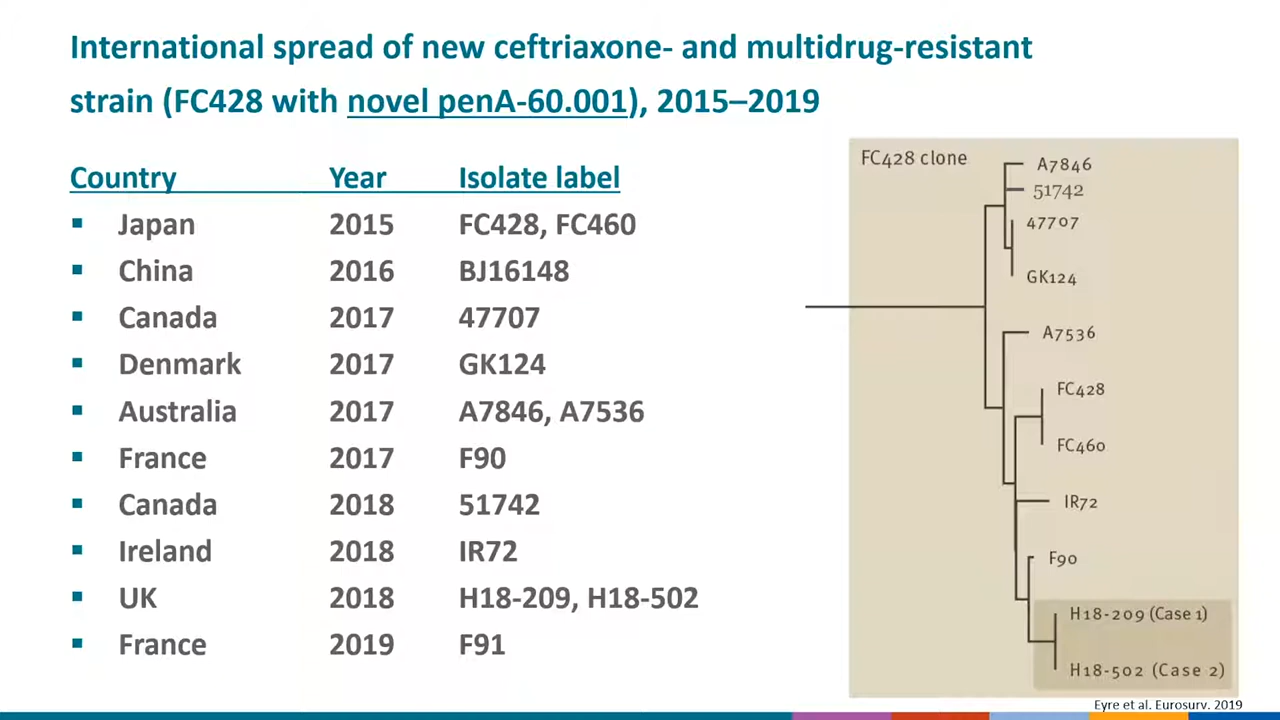 International spread of new ceftriaxone- and multidrug-resistant
strain (FC428 with novel penA-60.001), 2015–2019
Country Year Isolate label
▪ Japan 2015 FC428, FC460
▪ China 2016 BJ16148
▪ Canada 2017 47707
▪ Denmark 2017 GK124
▪ Australia 2017 A7846, A7536
▪ France 2017 F90
▪ Canada 2018 51742
▪ Ireland 2018 IR72
▪ UK 2018 H18-209, H18-502
▪ France 2019 F91
FC428 clone
A7846
51742
47707
GK124
A7536
FC428
FC460
IR72
F90
H18-209 (Case 1)
H18-502 (Case 2)
Eyre et al. Eurosurv. 2019